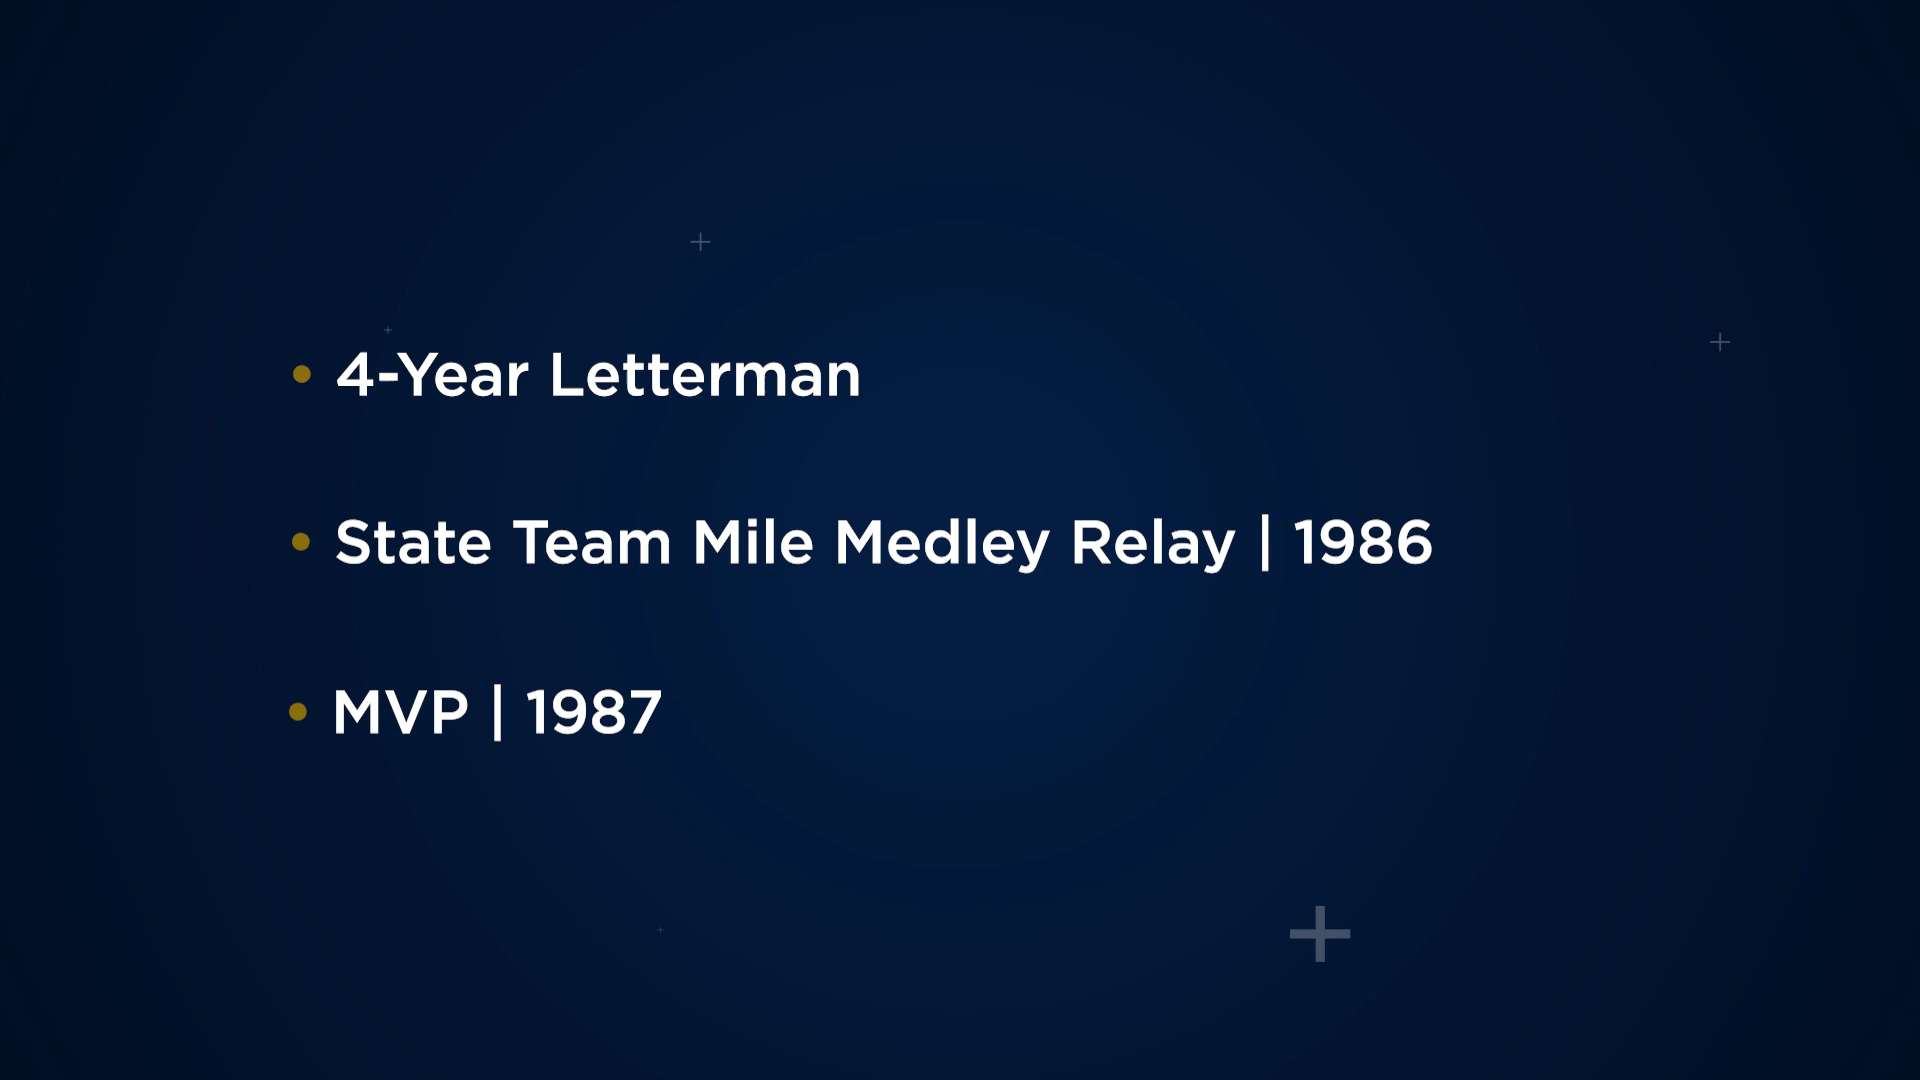 • 4-Year Letterman
• State Team Mile Medley Relay | 1986
• MVP | 1987